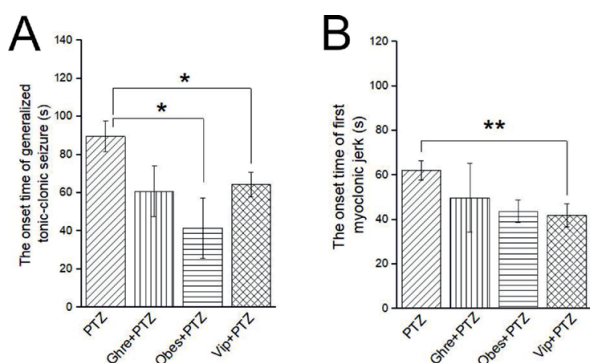 A
The onset time of generalized
tonic-clonic seizure (s)
140
120
100
80
60
40
20
0
*
*
PTZ
Ghre+PTZ
Obes+PTZ
Vip+PTZ
B
The onset time of first
myoclonic jerk (s)
120
100
80
60
40
20
0
**
PTZ
Ghre+PTZ
Obes+PTZ
Vip+PTZ